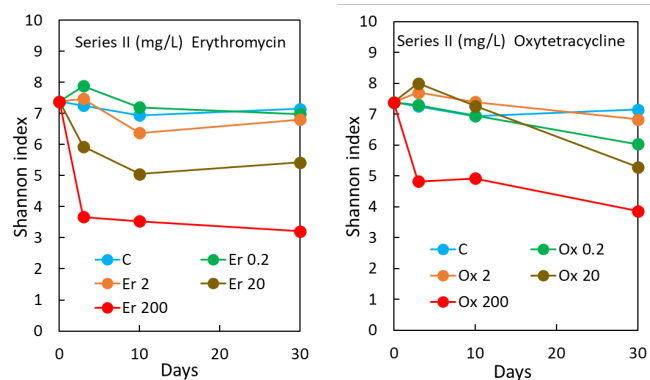 Series II (mg/L) Erythromycin
Shannon index
10
9
8
7
6
5
4
3
2
1
0
C
Er 0.2
Er 2
Er 20
Er 200
0
10
20
30
Days
Series II (mg/L) Oxytetracycline
Shannon index
10
9
8
7
6
5
4
3
2
1
0
C
Ox 0.2
Ox 2
Ox 20
Ox 200
0
10
20
30
Days